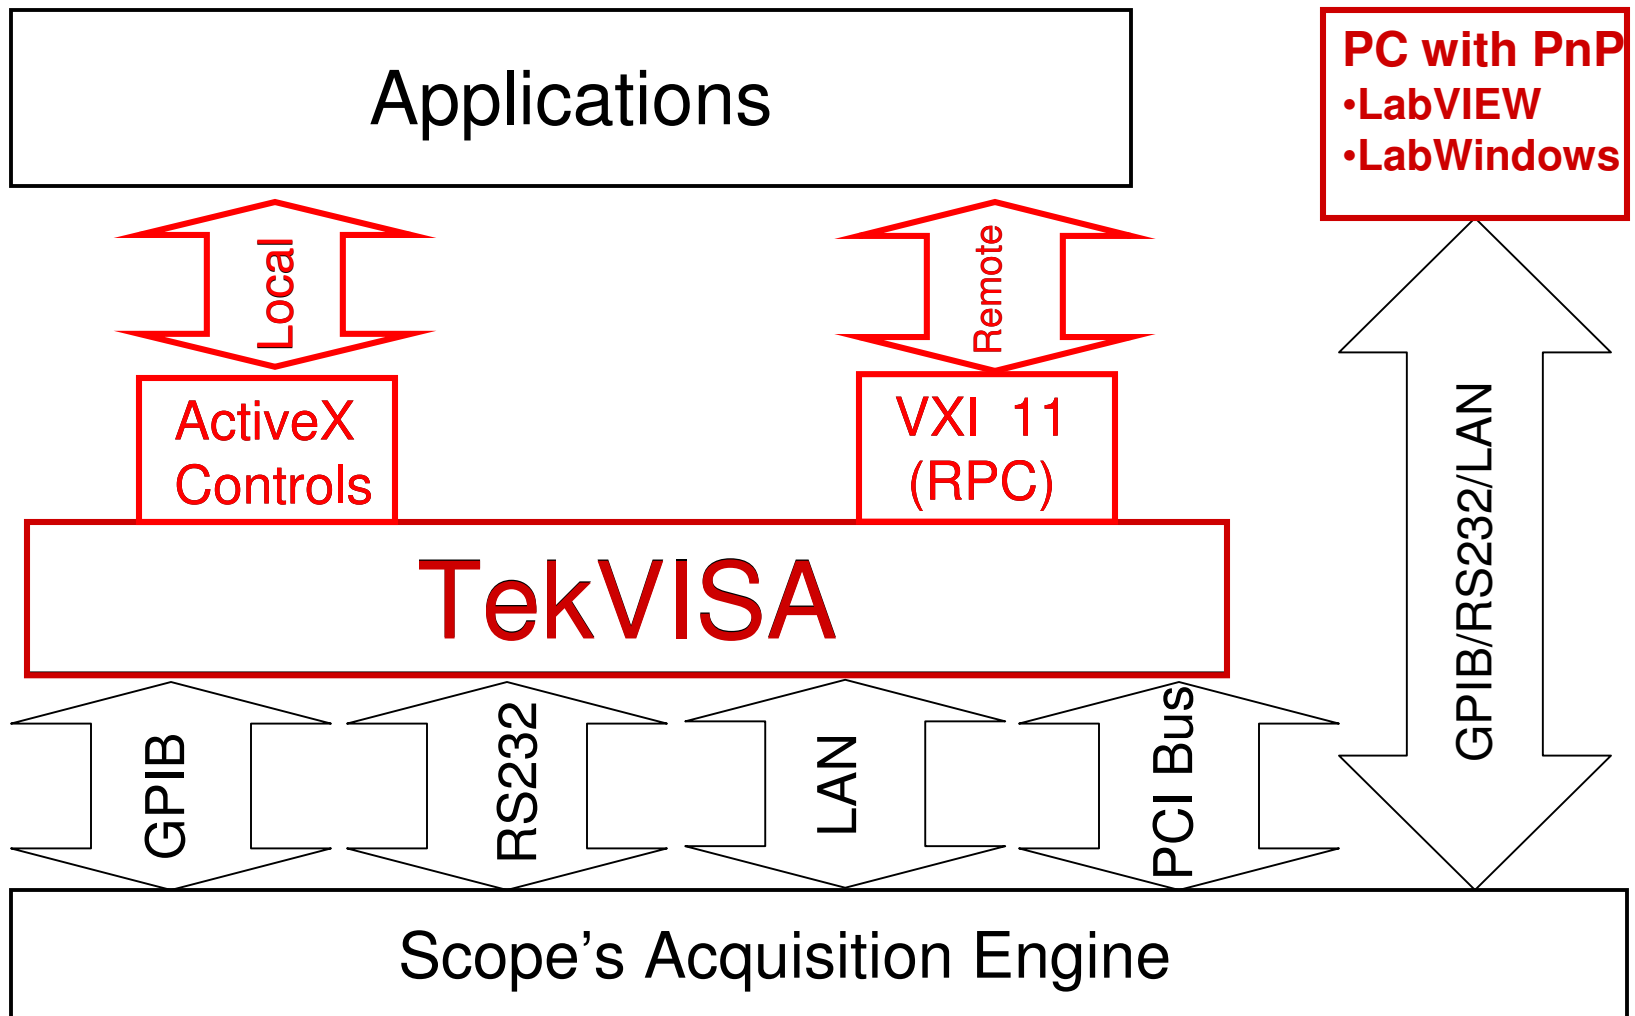 Applications
PC with PnP
•LabVIEW
•LabWindows
Local
Remote
ActiveX
Controls
VXI 11
(RPC)
GPIB/RS232/LAN
TekVISA
GPIB
RS232
LAN
PCI Bus
Scope's Acquisition Engine